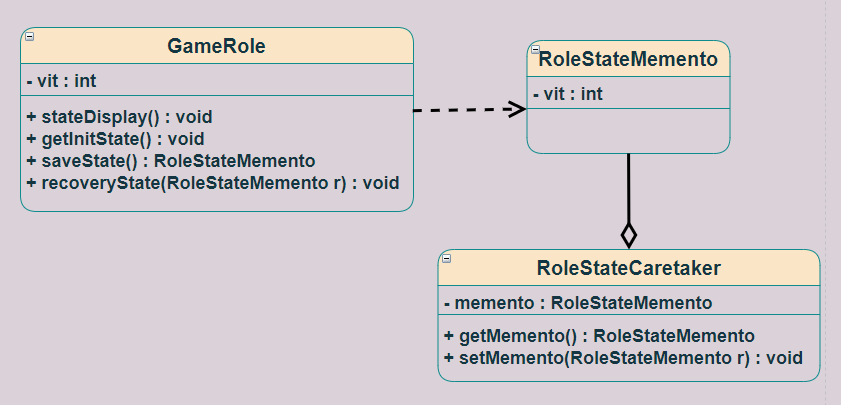 GameRole
- vit : int
+ stateDisplay() : void
+ getInitState() : void
+ saveState() : RoleStateMemento
+ recoveryState(RoleStateMemento r) : void
RoleStateMemento
- vit : int
RoleStateCaretaker
- memento : RoleStateMemento
+ getMemento() : RoleStateMemento
+ setMemento(RoleStateMemento r) : void